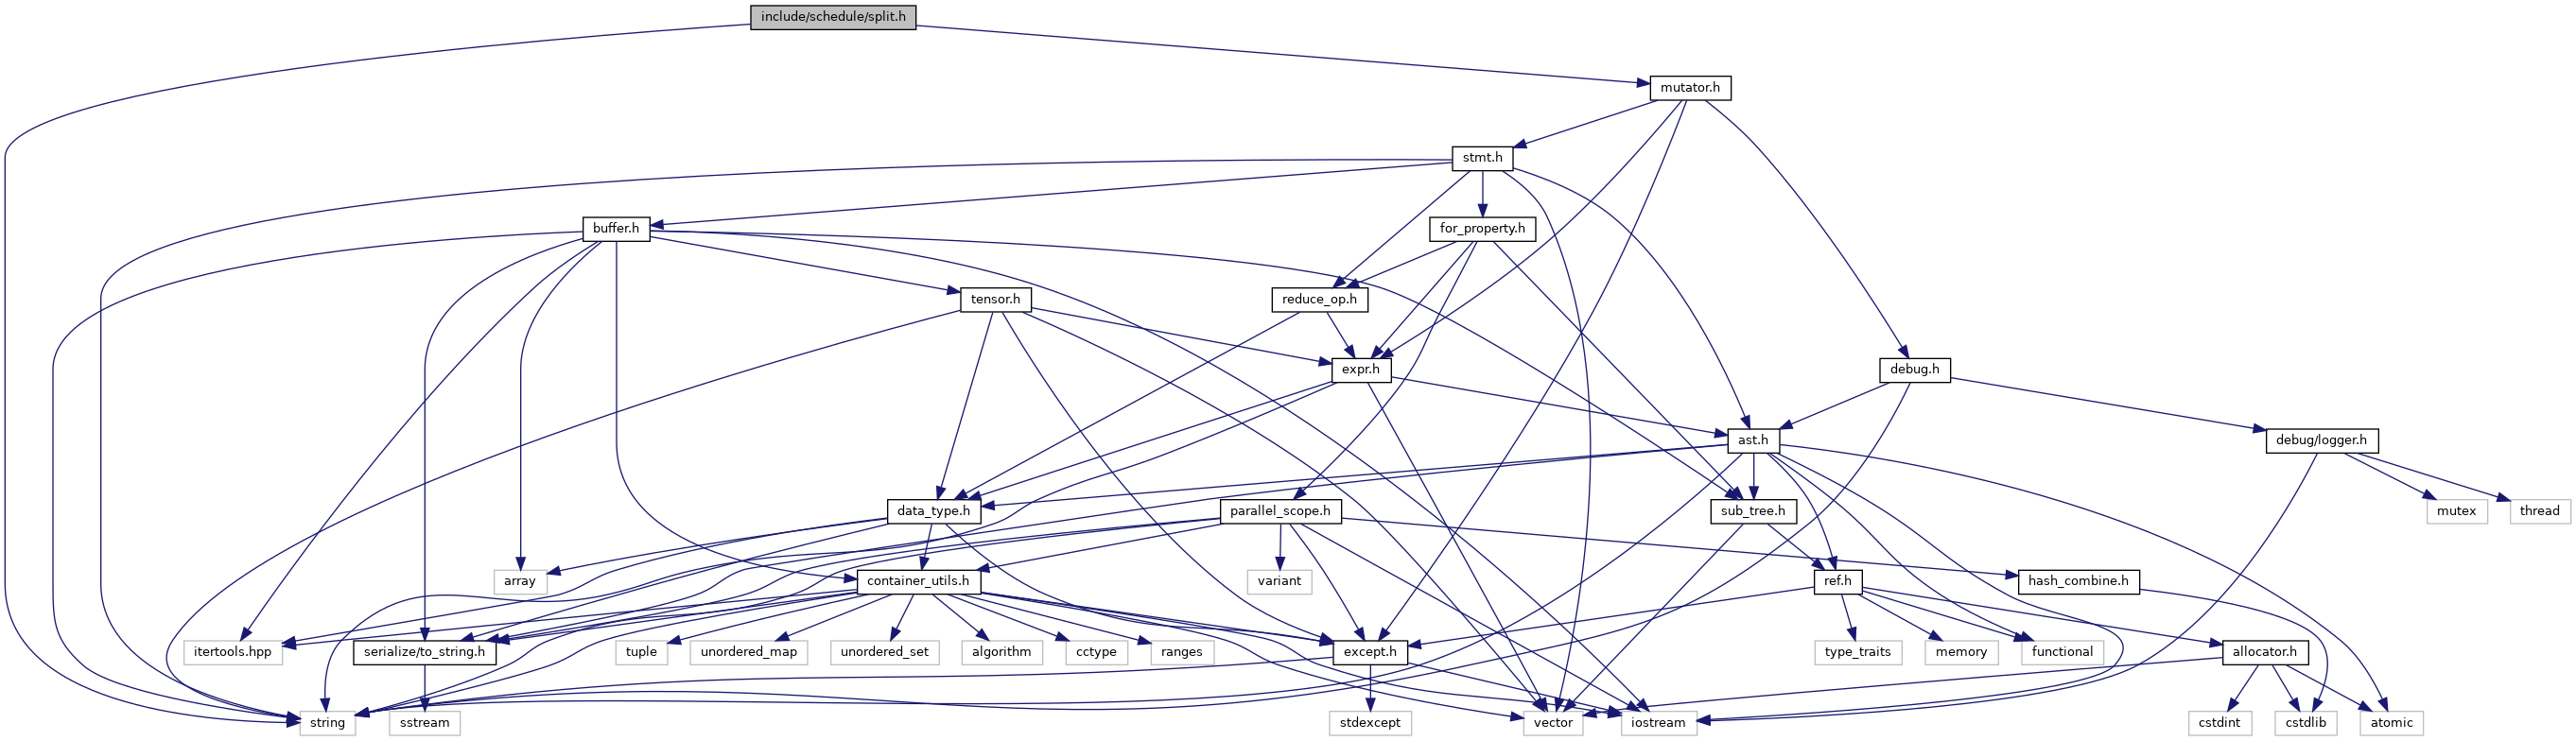 include/schedule/split.h
mutator.h
stmt.h
buffer.h
for_property.h
tensor.h
reduce_op.h
expr.h
debug.h
ast.h
debug/logger.h
data_type.h
parallel_scope.h
sub_tree.h
mutex
thread
array
container_utils.h
variant
ref.h
hash_combine.h
itertools.hpp
serialize/to_string.h
tuple
unordered_map
unordered_set
algorithm
cctype
ranges
except.h
type_traits
memory
functional
allocator.h
string
sstream
stdexcept
vector
iostream
cstdint
cstdlib
atomic